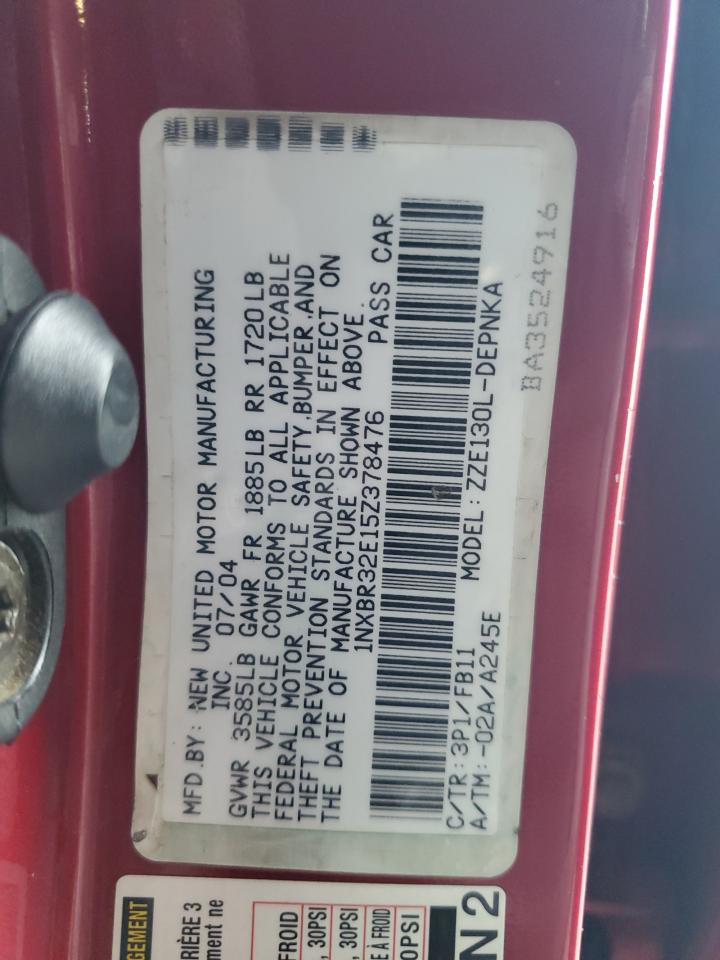 MFD.BY: NEW UNITED MOTOR MANUFACTURING
INC. 07/04
GVWR 3585LB GAWR FR 1885LB RR 1720LB
THIS VEHICLE CONFORMS TO ALL APPLICABLE
FEDERAL MOTOR VEHICLE SAFETY,BUMPER,AND
THEFT PREVENTION STANDARDS IN EFFECT ON
THE DATE OF MANUFACTURE SHOWN ABOVE.
1NXBR32E15Z378476 PASS CAR
C/TR:3P1/FB11 MODEL:ZZE130L-DEPNKA
A/TM:-02A/A245E
BA3524916
GEMENT
RIÈRE 3
ment ne
FROID
, 30PSI
, 30PSI
E À FROID
0PSI
N2